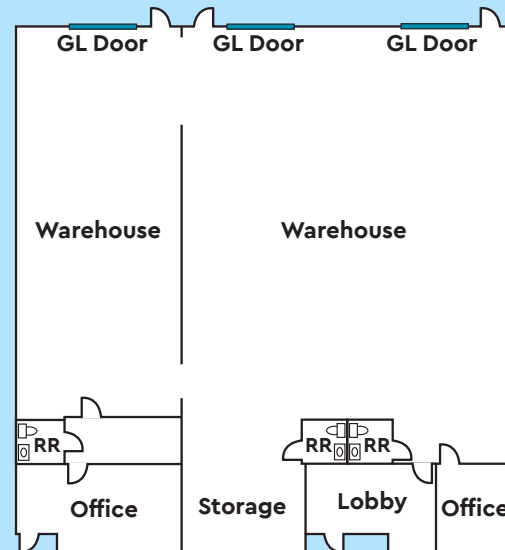 GL Door
GL Door
GL Door
Warehouse
Warehouse
RR
RR
RR
Office
Storage
Lobby
Office